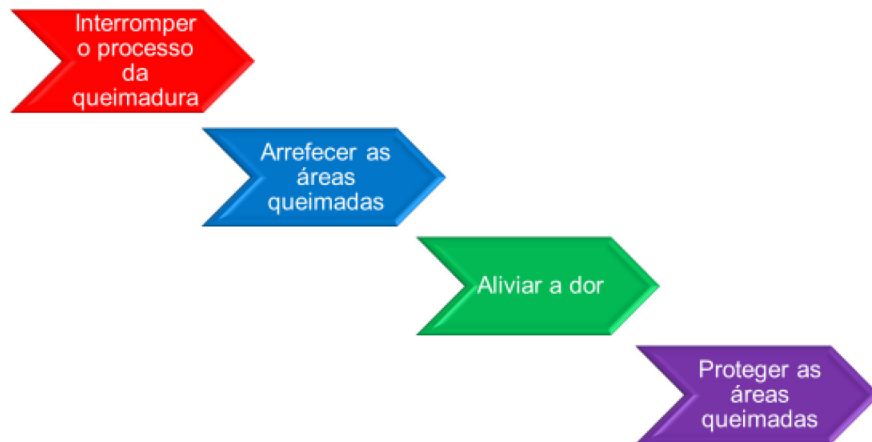 Interromper
o processo
da
queimadura
Arrefecer as
áreas
queimadas
Aliviar a dor
Proteger as
áreas
queimadas